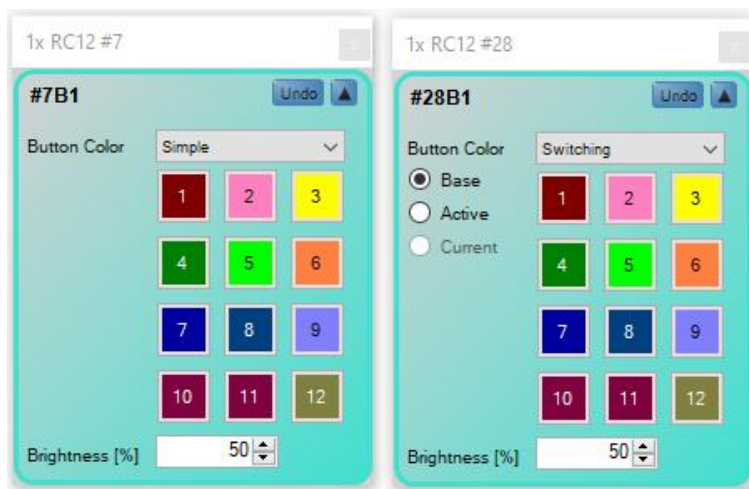 1x RC12 #7
#7B1
Undo
Button Color
Simple
1 2 3
4 5 6
7 8 9
10 11 12
Brightness [%]
50
1x RC12 #28
#28B1
Undo
Button Color
Switching
Base
Active
Current
1 2 3
4 5 6
7 8 9
10 11 12
Brightness [%]
50